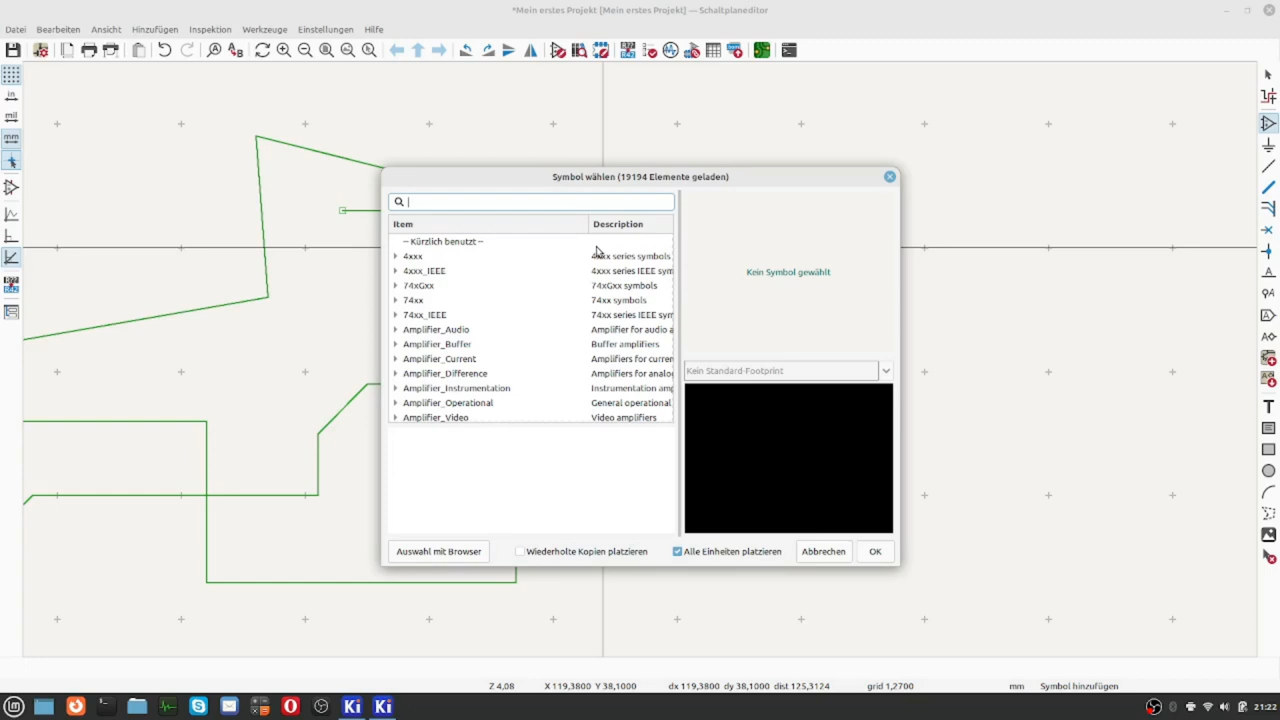 *Mein erstes Projekt [Mein erstes Projekt] — Schaltplaneditor
Datei Bearbeiten Ansicht Hinzufügen Inspektion Werkzeuge Einstellungen Hilfe
in
mil
mm
Symbol wählen (19194 Elemente geladen)
Item Description
-- Kürzlich benutzt --
4xxx 4xxx series symbols
4xxx_IEEE 4xxx series IEEE sym
74xGxx 74xGxx symbols
74xx 74xx symbols
74xx_IEEE 74xx series IEEE sym
Amplifier_Audio Amplifier for audio a
Amplifier_Buffer Buffer amplifiers
Amplifier_Current Amplifiers for curren
Amplifier_Difference Amplifiers for analog
Amplifier_Instrumentation Instrumentation amp
Amplifier_Operational General operational
Amplifier_Video Video amplifiers
Kein Symbol gewählt
Kein Standard-Footprint
Auswahl mit Browser Wiederholte Kopien platzieren Alle Einheiten platzieren Abbrechen OK
Z 4,08 X 119,3800 Y 38,1000 dx 119,3800 dy 38,1000 dist 125,3124 grid 1,2700 mm Symbol hinzufügen
Ki Ki 21:22